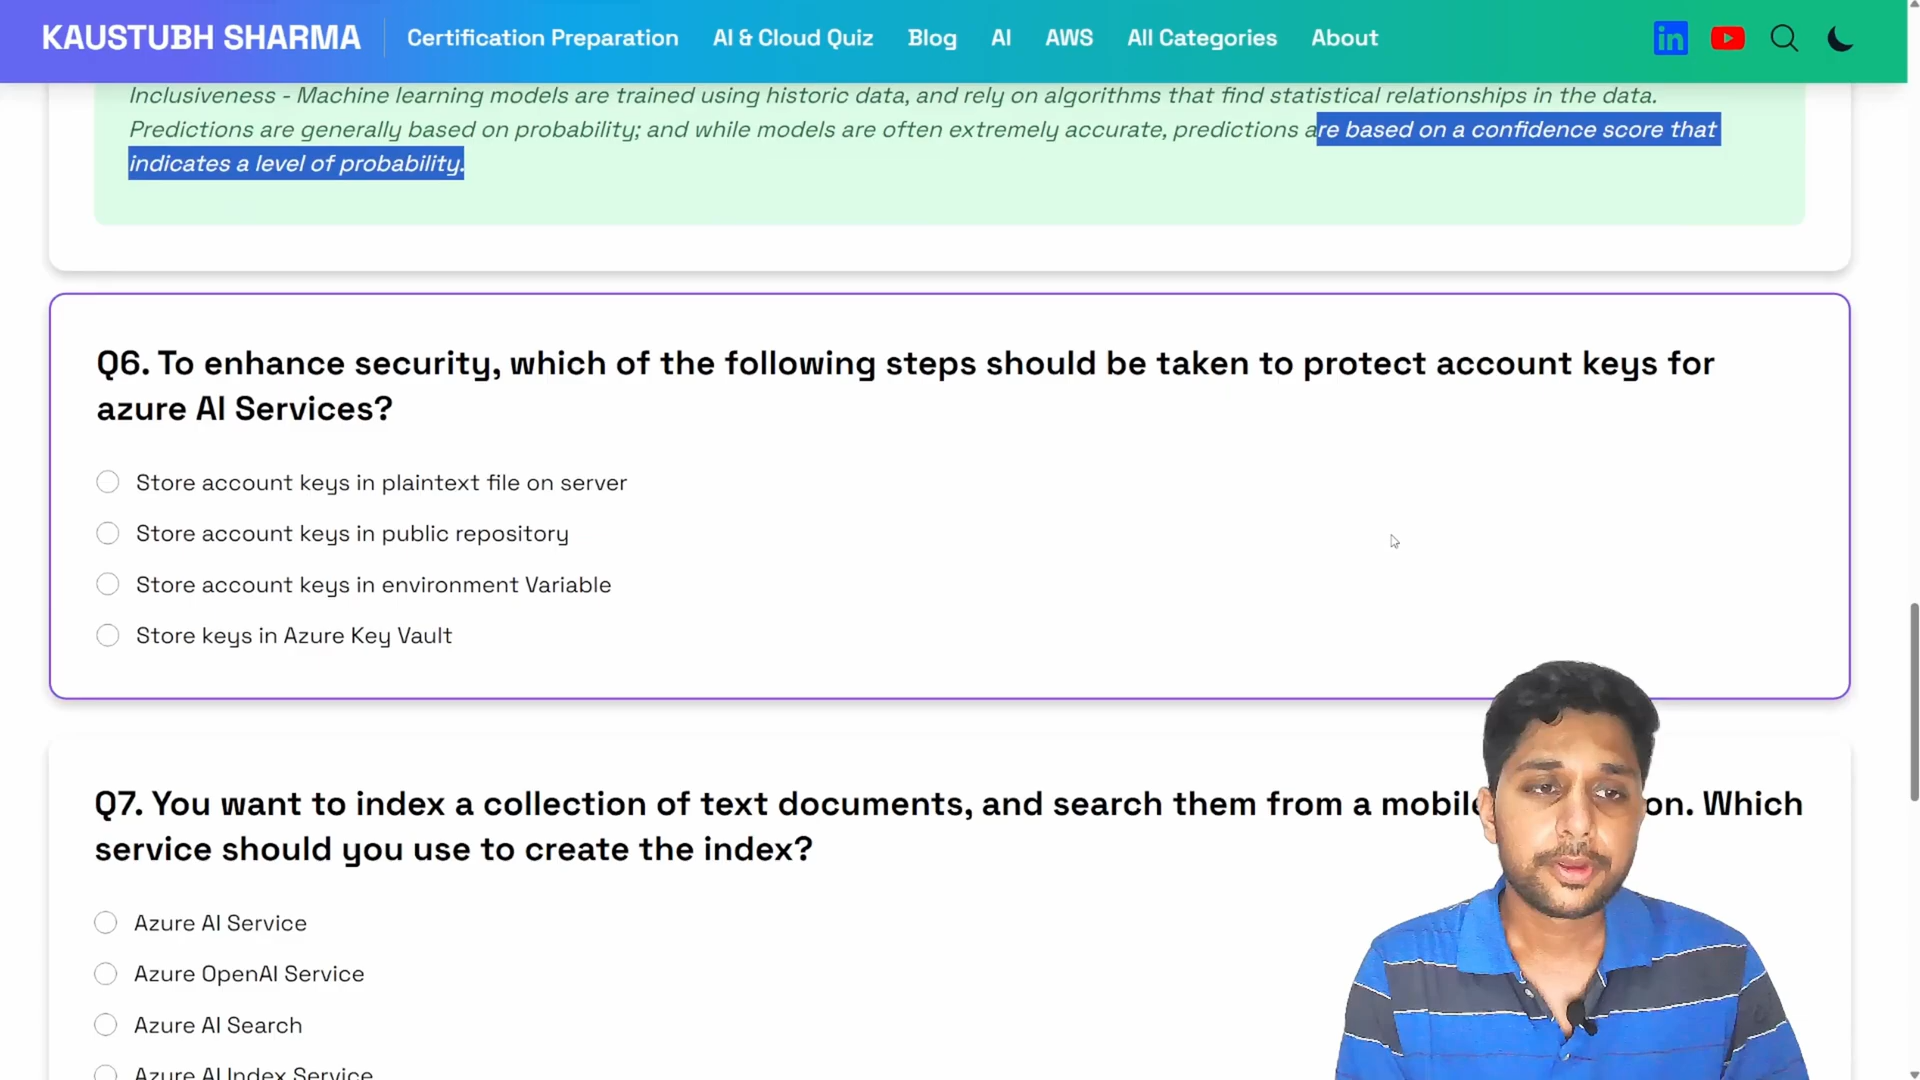 KAUSTUBH SHARMA Certification Preparation AI & Cloud Quiz Blog AI AWS All Categories About
Inclusiveness - Machine learning models are trained using historic data, and rely on algorithms that find statistical relationships in the data.
Predictions are generally based on probability; and while models are often extremely accurate, predictions are based on a confidence score that
indicates a level of probability.
Q6. To enhance security, which of the following steps should be taken to protect account keys for
azure AI Services?
Store account keys in plaintext file on server
Store account keys in public repository
Store account keys in environment Variable
Store keys in Azure Key Vault
Q7. You want to index a collection of text documents, and search them from a mobile on. Which
service should you use to create the index?
Azure AI Service
Azure OpenAI Service
Azure AI Search
Azure AI Index Service